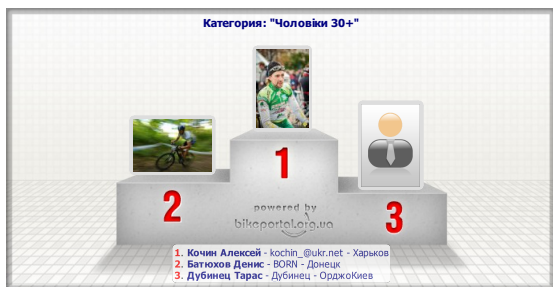 Категория: "Чоловіки 30+"
1
2
3
powered by
bikeportal.org.ua
1. Кочин Алексей - kochin_@ukr.net - Харьков
2. Батюхов Денис - BORN - Донецк
3. Дубинец Тарас - Дубинец - ОрджоКиев